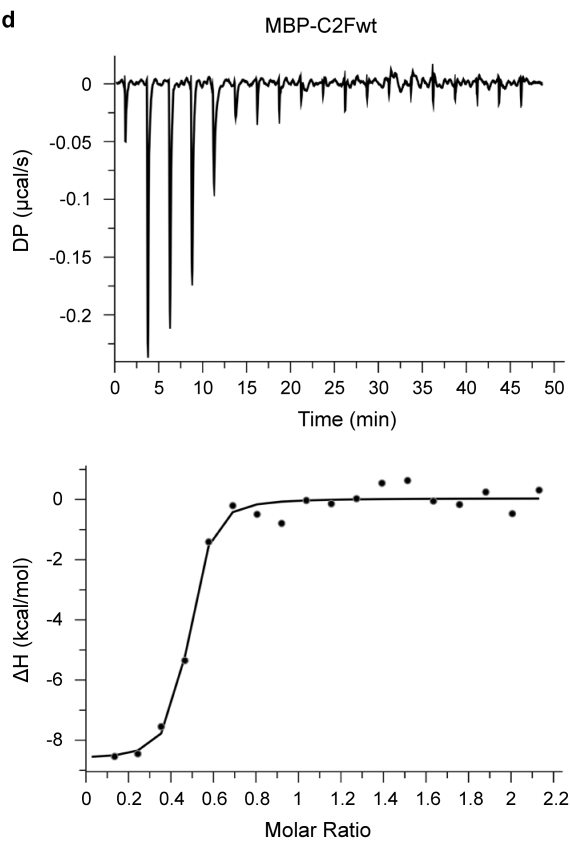 d
MBP-C2Fwt
0
-0.05
-0.1
-0.15
-0.2
DP (µcal/s)
0 5 10 15 20 25 30 35 40 45 50
Time (min)
0
-2
-4
-6
-8
ΔH (kcal/mol)
0 0.2 0.4 0.6 0.8 1 1.2 1.4 1.6 1.8 2 2.2
Molar Ratio